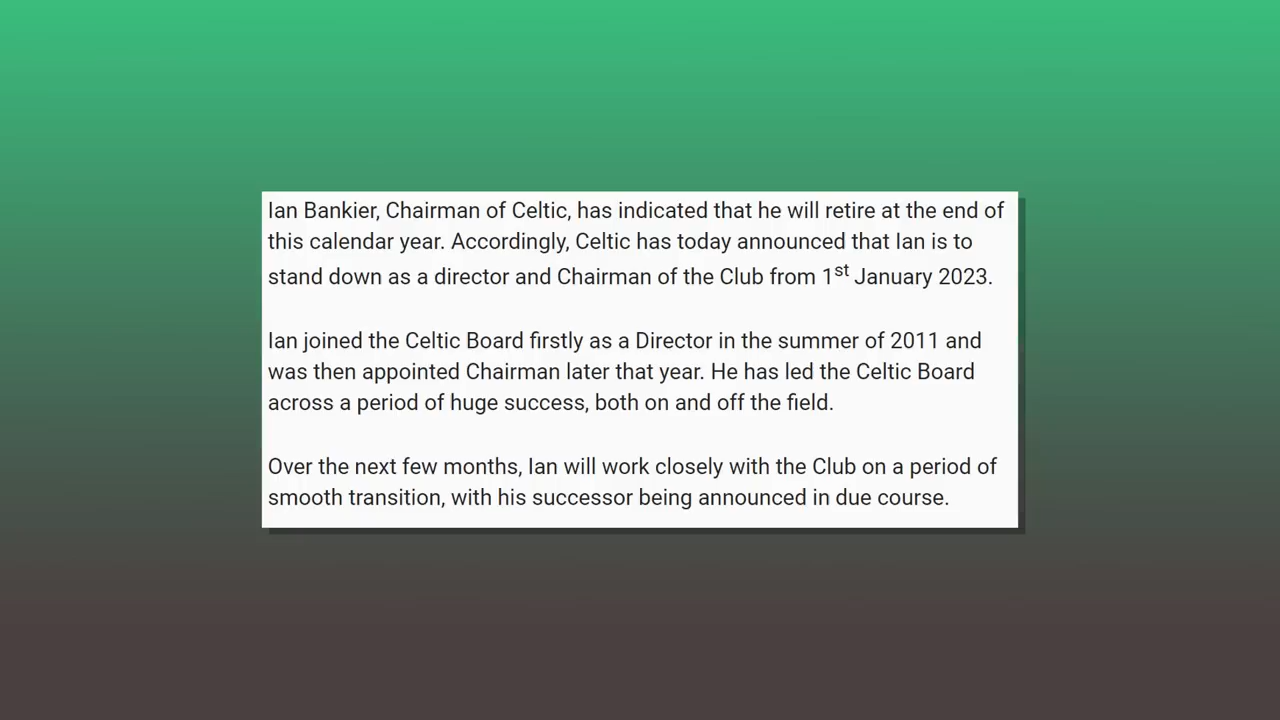 Ian Bankier, Chairman of Celtic, has indicated that he will retire at the end of
this calendar year. Accordingly, Celtic has today announced that Ian is to
stand down as a director and Chairman of the Club from 1st January 2023.
Ian joined the Celtic Board firstly as a Director in the summer of 2011 and
was then appointed Chairman later that year. He has led the Celtic Board
across a period of huge success, both on and off the field.
Over the next few months, Ian will work closely with the Club on a period of
smooth transition, with his successor being announced in due course.